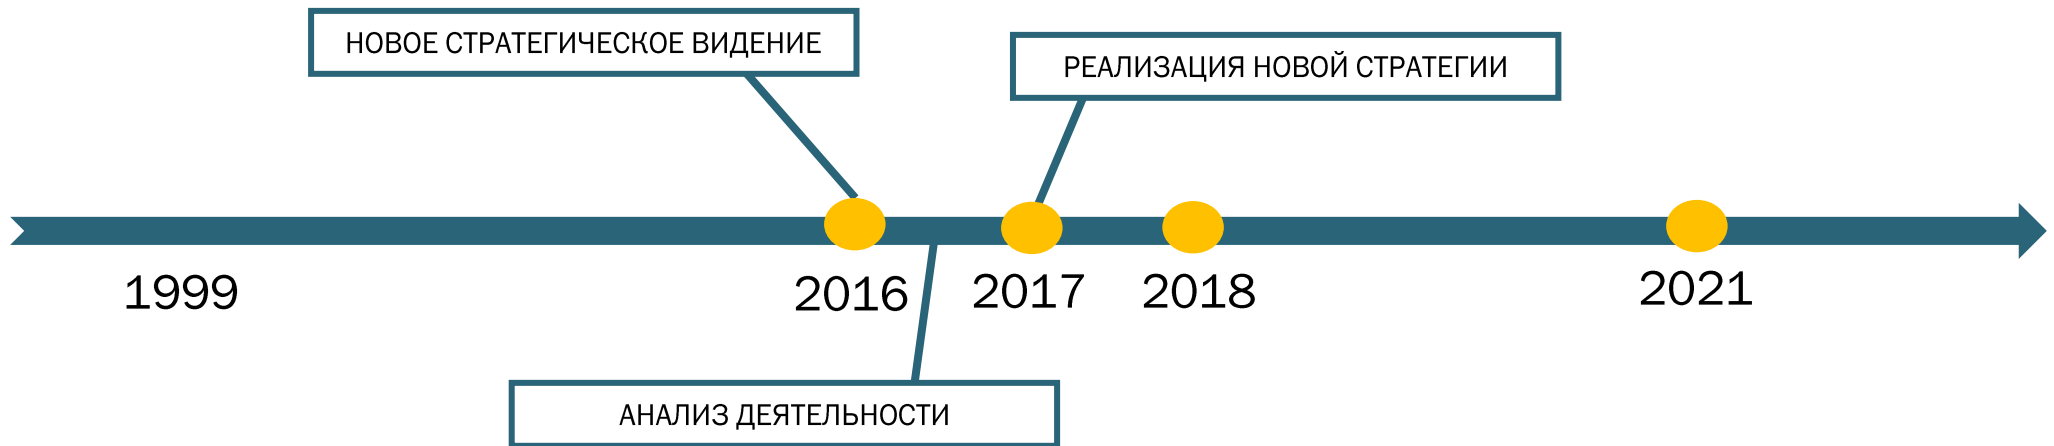 НОВОЕ СТРАТЕГИЧЕСКОЕ ВИДЕНИЕ
РЕАЛИЗАЦИЯ НОВОЙ СТРАТЕГИИ
1999
2016
2017
2018
2021
АНАЛИЗ ДЕЯТЕЛЬНОСТИ